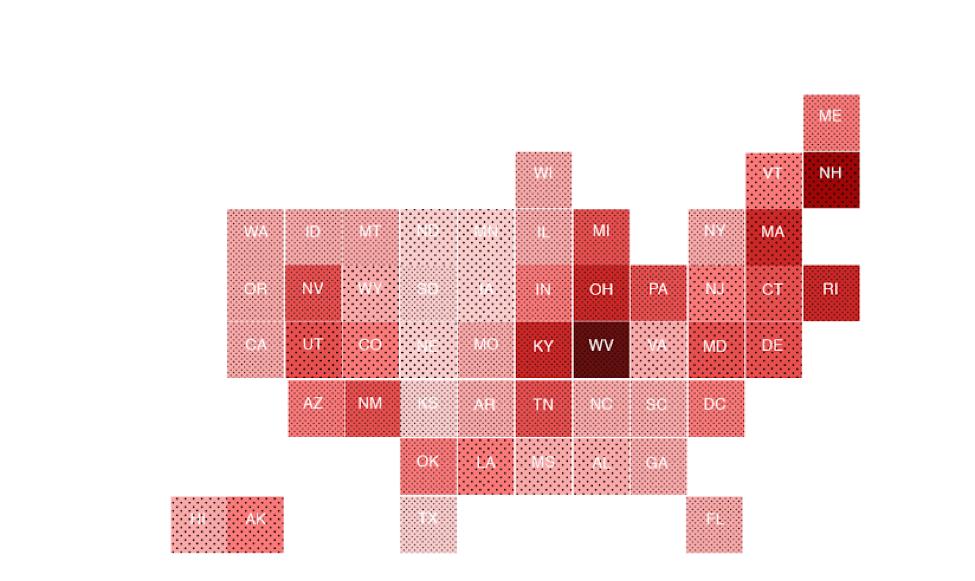 ME
WI VT NH
WA ID MT ND MN IL MI NY MA
OR NV WY SD IA IN OH PA NJ CT RI
CA UT CO NE MO KY WV VA MD DE
AZ NM KS AR TN NC SC DC
OK LA MS AL GA
HI AK TX FL